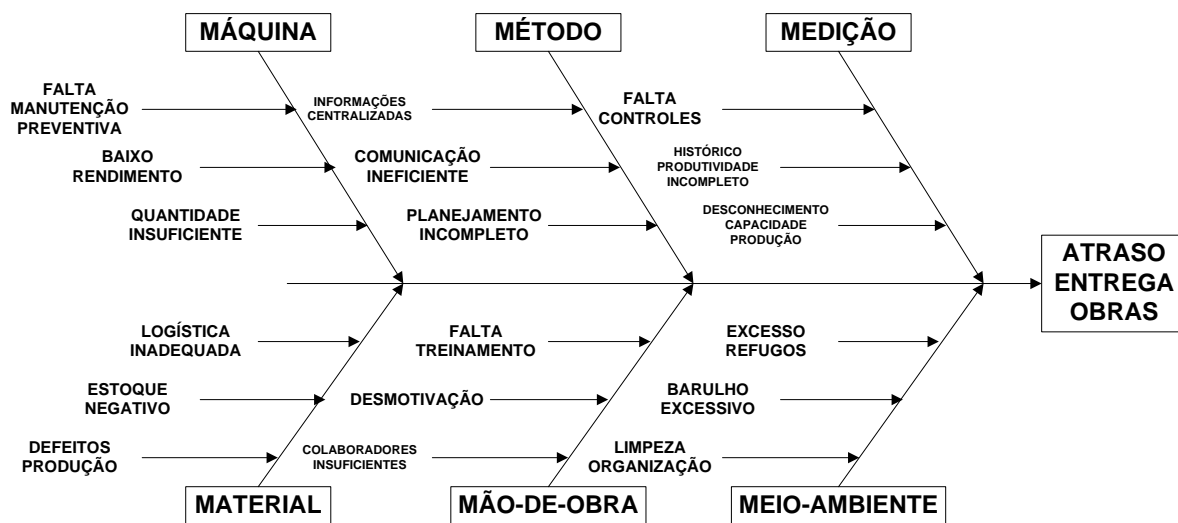 MÁQUINA
MÉTODO
MEDIÇÃO
FALTA
MANUTENÇÃO
PREVENTIVA
INFORMAÇÕES
CENTRALIZADAS
FALTA
CONTROLES
BAIXO
RENDIMENTO
COMUNICAÇÃO
INEFICIENTE
HISTÓRICO
PRODUTIVIDADE
INCOMPLETO
QUANTIDADE
INSUFICIENTE
PLANEJAMENTO
INCOMPLETO
DESCONHECIMENTO
CAPACIDADE
PRODUÇÃO
ATRASO
ENTREGA
OBRAS
LOGÍSTICA
INADEQUADA
FALTA
TREINAMENTO
EXCESSO
REFUGOS
ESTOQUE
NEGATIVO
DESMOTIVAÇÃO
BARULHO
EXCESSIVO
DEFEITOS
PRODUÇÃO
COLABORADORES
INSUFICIENTES
LIMPEZA
ORGANIZAÇÃO
MATERIAL
MÃO-DE-OBRA
MEIO-AMBIENTE